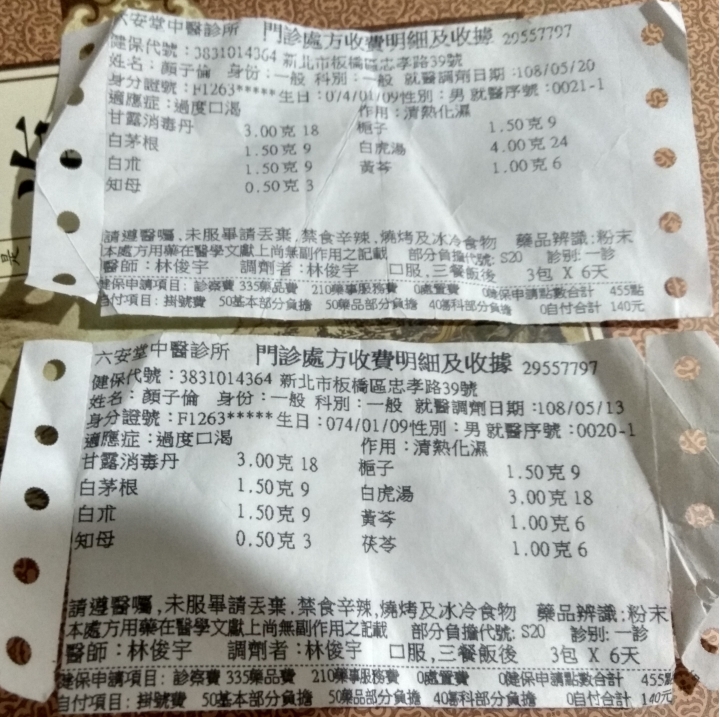 六安堂中醫診所 門診處方收費明細及收據 29557797
健保代號:3831014364 新北市板橋區忠孝路39號
姓名:顏子倫 身份:一般 科別:一般 就醫調劑日期:108/05/20
身分證號:F1263*****生日:074/01/09性別:男 就醫序號:0021-1
適應症:過度口渴 作用:清熱化濕
甘露消毒丹 3.00克 18 梔子 1.50克 9
白茅根 1.50克 9 白虎湯 4.00克 24
白朮 1.50克 9 黃芩 1.00克 6
知母 0.50克 3
請遵醫囑,未服畢請丟棄.禁食辛辣,燒烤及冰冷食物 藥品辨識:粉末
本處方用藥在醫學文獻上尚無副作用之記載 部分負擔代號:S20 診別:一診
醫師:林俊宇 調劑者:林俊宇 口服,三餐飯後 3包 X 6天
健保申請項目: 診察費 335藥品費 210藥事服務費 0處置費 0健保申請點數合計 455點
自付項目: 掛號費 50基本部分負擔 50藥品部分負擔 40傷科部分負擔 0自付合計 140元
六安堂中醫診所 門診處方收費明細及收據 29557797
健保代號:3831014364 新北市板橋區忠孝路39號
姓名:顏子倫 身份:一般 科別:一般 就醫調劑日期:108/05/13
身分證號:F1263*****生日:074/01/09性別:男 就醫序號:0020-1
適應症:過度口渴 作用:清熱化濕
甘露消毒丹 3.00克 18 梔子 1.50克 9
白茅根 1.50克 9 白虎湯 3.00克 18
白朮 1.50克 9 黃芩 1.00克 6
知母 0.50克 3 茯苓 1.00克 6
請遵醫囑,未服畢請丟棄.禁食辛辣,燒烤及冰冷食物 藥品辨識:粉末
本處方用藥在醫學文獻上尚無副作用之記載 部分負擔代號: S20 診別:一診
醫師:林俊宇 調劑者:林俊宇 口服,三餐飯後 3包 X 6天
健保申請項目: 診察費 335藥品費 210藥事服務費 0處置費 0健保申請點數合計 455點
自付項目: 掛號費 50基本部分負擔 50藥品部分負擔 40傷科部分負擔 0自付合計 140元
是